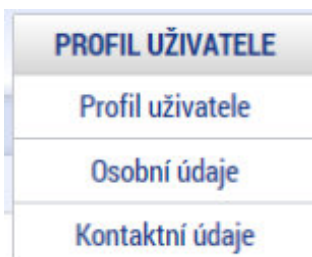 PROFIL UŽIVATELE
Profil uživatele
Osobní údaje
Kontaktní údaje